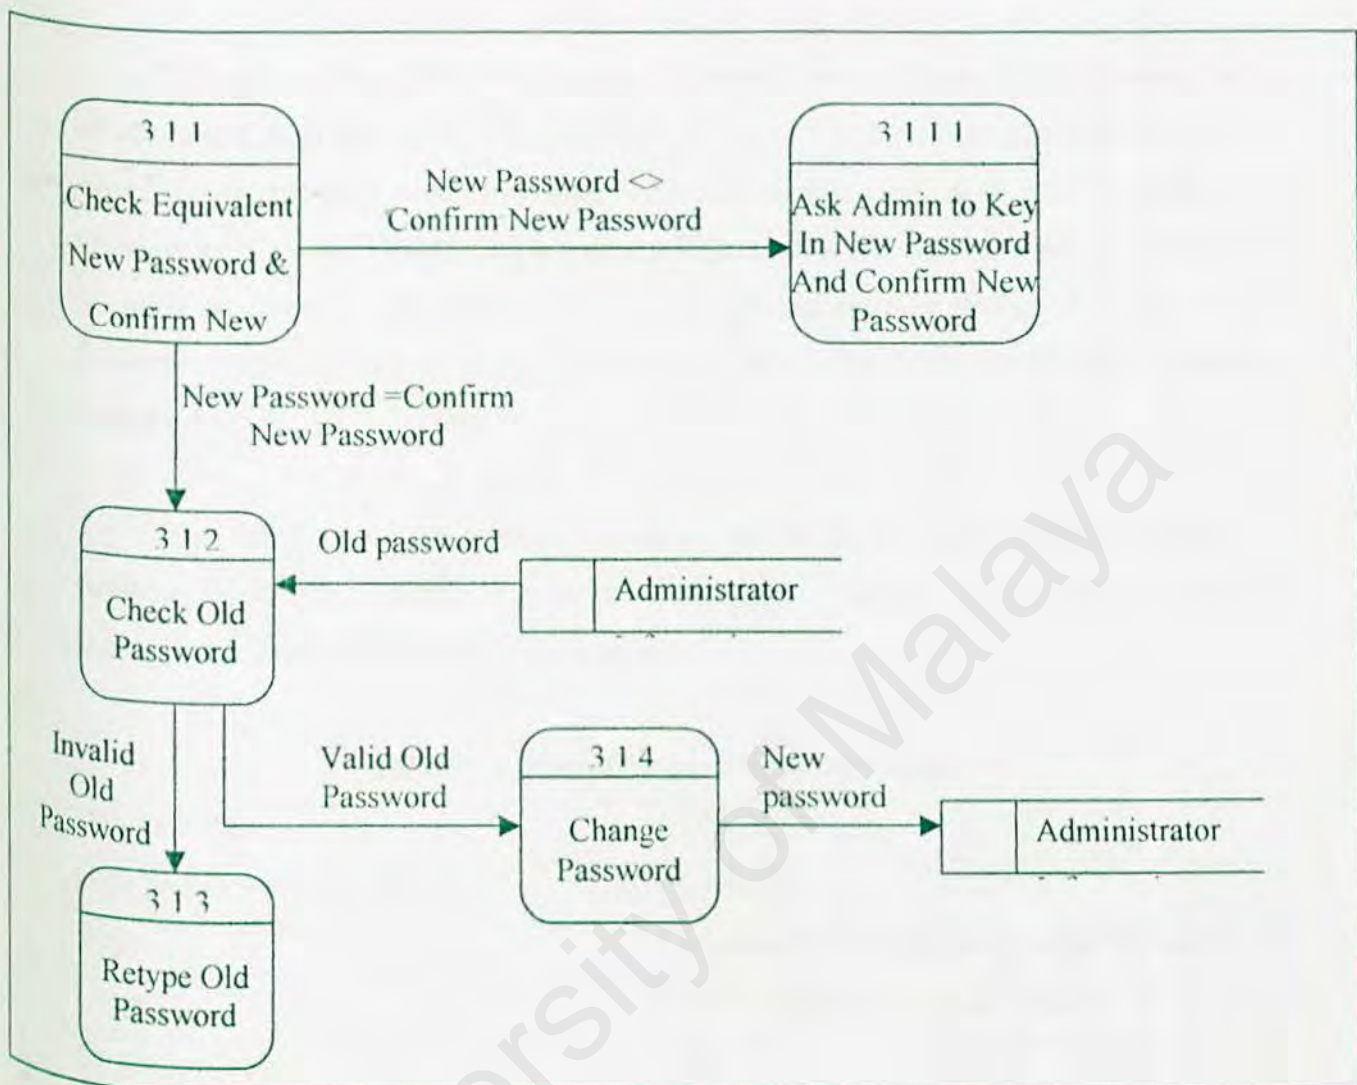 3 1 1
Check Equivalent
New Password &
Confirm New
New Password <>
Confirm New Password
3 1 1 1
Ask Admin to Key
In New Password
And Confirm New
Password
New Password =Confirm
New Password
3 1 2
Check Old
Password
Old password
Administrator
Invalid
Old
Password
Valid Old
Password
3 1 4
Change
Password
New
password
Administrator
3 1 3
Retype Old
Password
University of Malaya